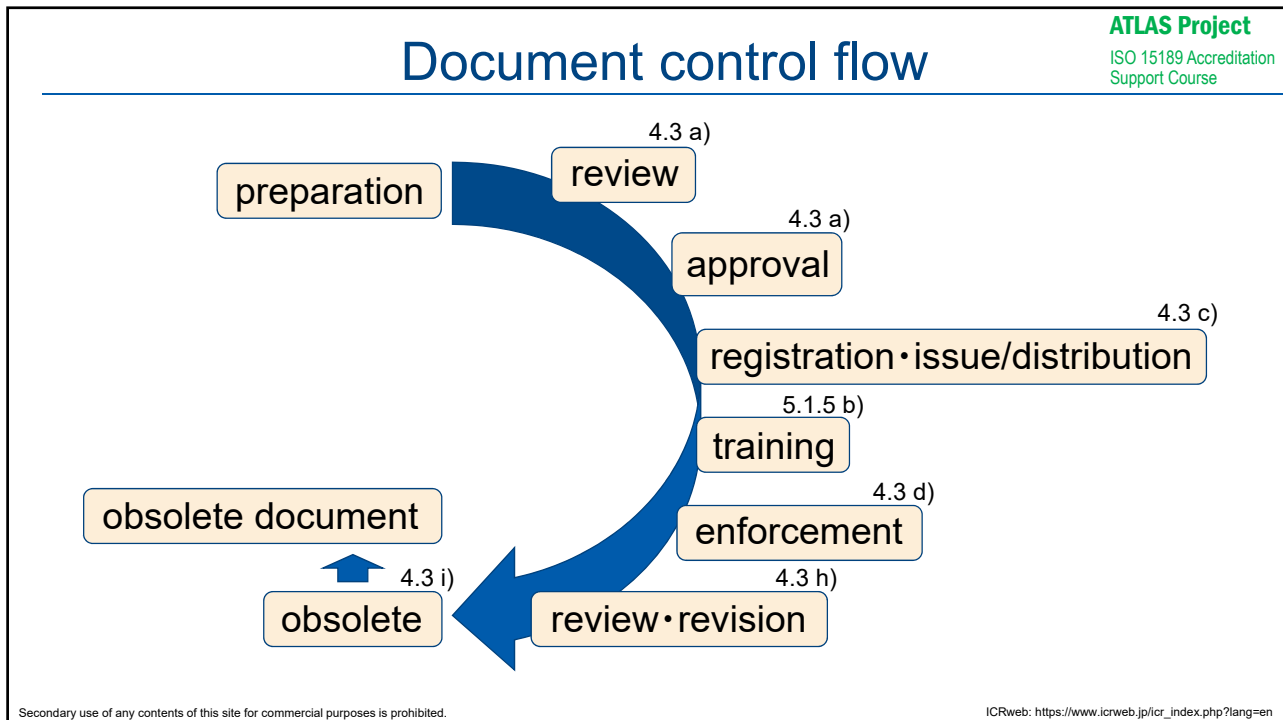 Document control flow
ATLAS Project
ISO 15189 Accreditation
Support Course
preparation
4.3 a)
review
4.3 a)
approval
4.3 c)
registration・issue/distribution
5.1.5 b)
training
4.3 d)
enforcement
4.3 h)
review・revision
4.3 i)
obsolete
obsolete document
Secondary use of any contents of this site for commercial purposes is prohibited.
ICRweb: https://www.icrweb.jp/icr_index.php?lang=en